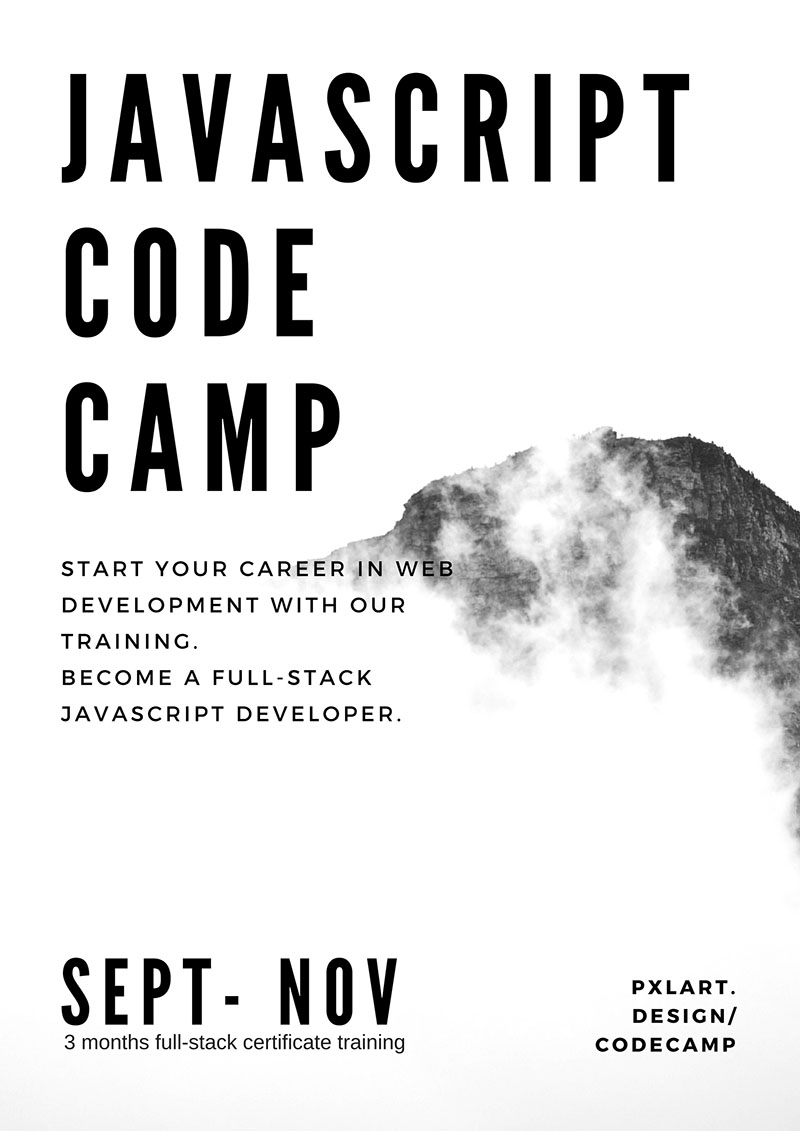 JAVASCRIPT
CODE
CAMP
START YOUR CAREER IN WEB
DEVELOPMENT WITH OUR
TRAINING.
BECOME A FULL-STACK
JAVASCRIPT DEVELOPER.
SEPT- NOV
3 months full-stack certificate training
PXLART.
DESIGN/
CODECAMP